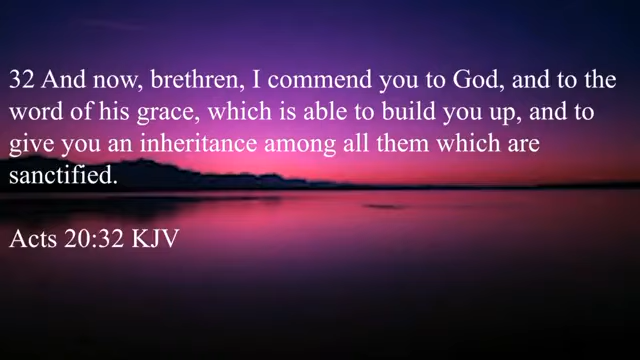 32 And now, brethren, I commend you to God, and to the
word of his grace, which is able to build you up, and to
give you an inheritance among all them which are
sanctified.
Acts 20:32 KJV